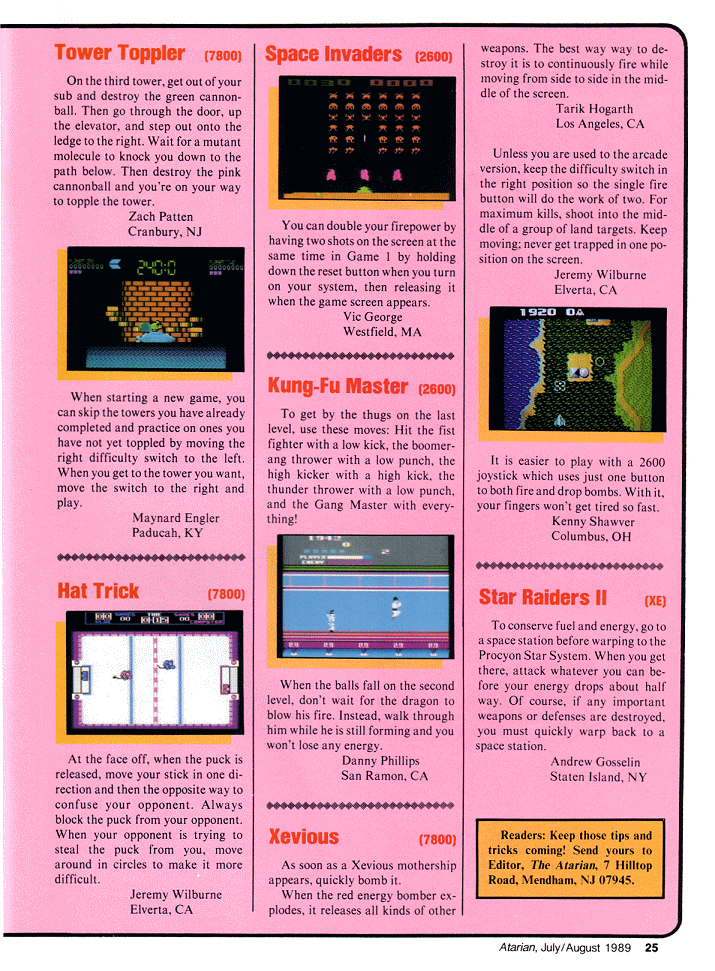 Tower Toppler (7800)
On the third tower, get out of your
sub and destroy the green cannon-
ball. Then go through the door, up
the elevator, and step out onto the
ledge to the right. Wait for a mutant
molecule to knock you down to the
path below. Then destroy the pink
cannonball and you're on your way
to topple the tower.
Zach Patten
Cranbury, NJ
240:0
When starting a new game, you
can skip the towers you have already
completed and practice on ones you
have not yet toppled by moving the
right difficulty switch to the left.
When you get to the tower you want,
move the switch to the right and
play.
Maynard Engler
Paducah, KY
Hat Trick (7800)
00 GAMES 00 TIME 0:15 GAMES 00 00
BLUE COMPUTER
At the face off, when the puck is
released, move your stick in one di-
rection and then the opposite way to
confuse your opponent. Always
block the puck from your opponent.
When your opponent is trying to
steal the puck from you, move
around in circles to make it more
difficult.
Jeremy Wilburne
Elverta, CA
Space Invaders (2600)
0030 0000
You can double your firepower by
having two shots on the screen at the
same time in Game 1 by holding
down the reset button when you turn
on your system, then releasing it
when the game screen appears.
Vic George
Westfield, MA
Kung-Fu Master (2600)
To get by the thugs on the last
level, use these moves: Hit the fist
fighter with a low kick, the boomer-
ang thrower with a low punch, the
high kicker with a high kick, the
thunder thrower with a low punch,
and the Gang Master with every-
thing!
1942
0
2
PLAYER
ENEMY
When the balls fall on the second
level, don't wait for the dragon to
blow his fire. Instead, walk through
him while he is still forming and you
won't lose any energy.
Danny Phillips
San Ramon, CA
Xevious (7800)
As soon as a Xevious mothership
appears, quickly bomb it.
When the red energy bomber ex-
plodes, it releases all kinds of other
weapons. The best way way to de-
stroy it is to continuously fire while
moving from side to side in the mid-
dle of the screen.
Tarik Hogarth
Los Angeles, CA
Unless you are used to the arcade
version, keep the difficulty switch in
the right position so the single fire
button will do the work of two. For
maximum kills, shoot into the mid-
dle of a group of land targets. Keep
moving; never get trapped in one po-
sition on the screen.
Jeremy Wilburne
Elverta, CA
1920 0
It is easier to play with a 2600
joystick which uses just one button
to both fire and drop bombs. With it,
your fingers won't get tired so fast.
Kenny Shawver
Columbus, OH
Star Raiders II (XE)
To conserve fuel and energy, go to
a space station before warping to the
Procyon Star System. When you get
there, attack whatever you can be-
fore your energy drops about half
way. Of course, if any important
weapons or defenses are destroyed,
you must quickly warp back to a
space station.
Andrew Gosselin
Staten Island, NY
Readers: Keep those tips and
tricks coming! Send yours to
Editor, The Atarian, 7 Hilltop
Road, Mendham, NJ 07945.
Atarian, July/August 1989 25